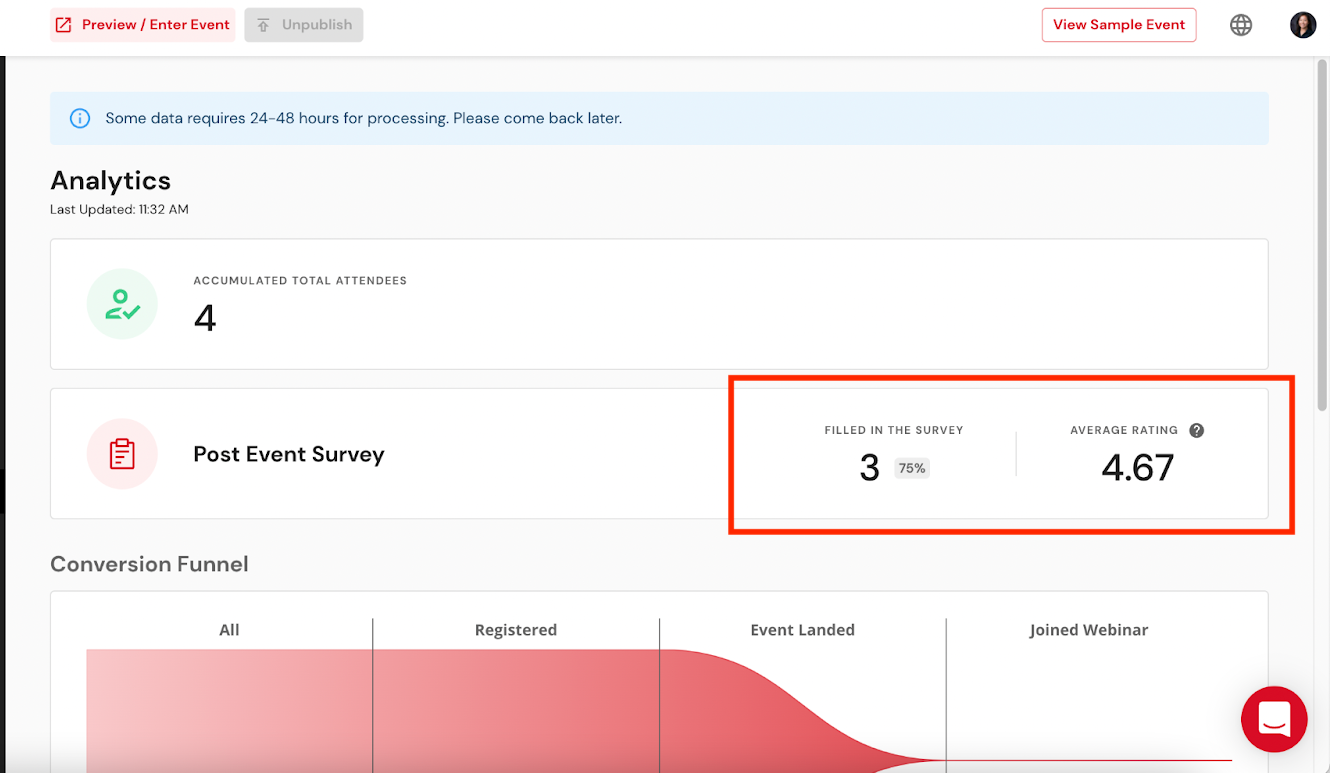 Preview / Enter Event
Unpublish
View Sample Event
Some data requires 24-48 hours for processing. Please come back later.
Analytics
Last Updated: 11:32 AM
ACCUMULATED TOTAL ATTENDEES
4
Post Event Survey
FILLED IN THE SURVEY
3 75%
AVERAGE RATING ?
4.67
Conversion Funnel
All
Registered
Event Landed
Joined Webinar